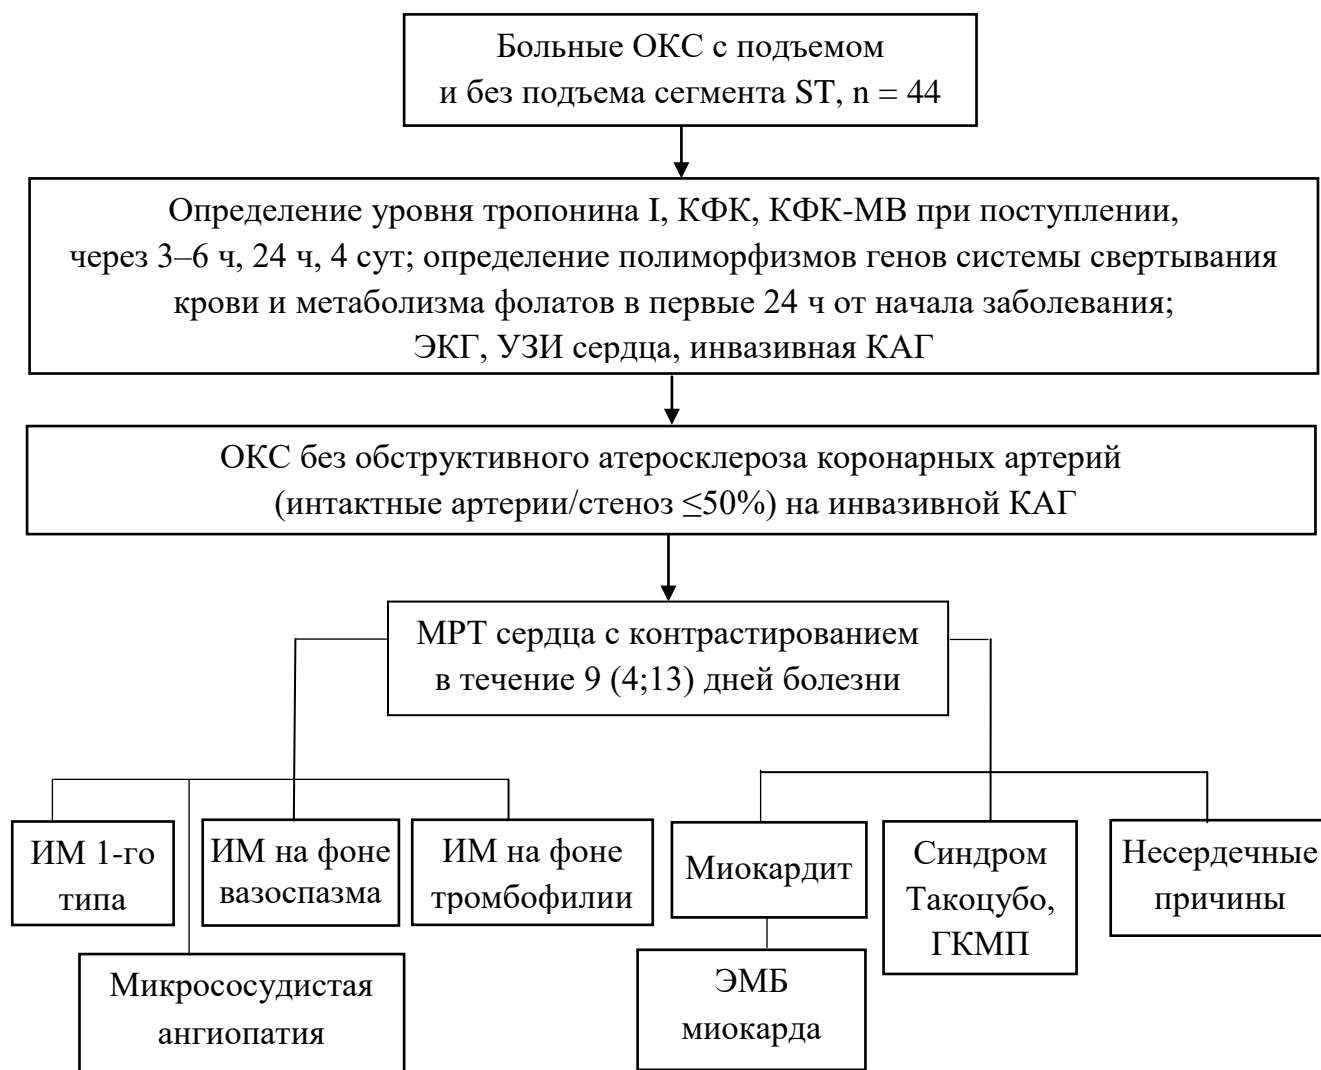 Больные ОКС с подъемом
и без подъема сегмента ST, n = 44
Определение уровня тропонина I, КФК, КФК-МВ при поступлении,
через 3–6 ч, 24 ч, 4 сут; определение полиморфизмов генов системы свертывания
крови и метаболизма фолатов в первые 24 ч от начала заболевания;
ЭКГ, УЗИ сердца, инвазивная КАГ
ОКС без обструктивного атеросклероза коронарных артерий
(интактные артерии/стеноз ≤50%) на инвазивной КАГ
МРТ сердца с контрастированием
в течение 9 (4;13) дней болезни
ИМ 1-го
типа
ИМ на фоне
вазоспазма
ИМ на фоне
тромбофилии
Миокардит
Синдром
Такоцубо,
ГКМП
Несердечные
причины
Микрососудистая
ангиопатия
ЭМБ
миокарда